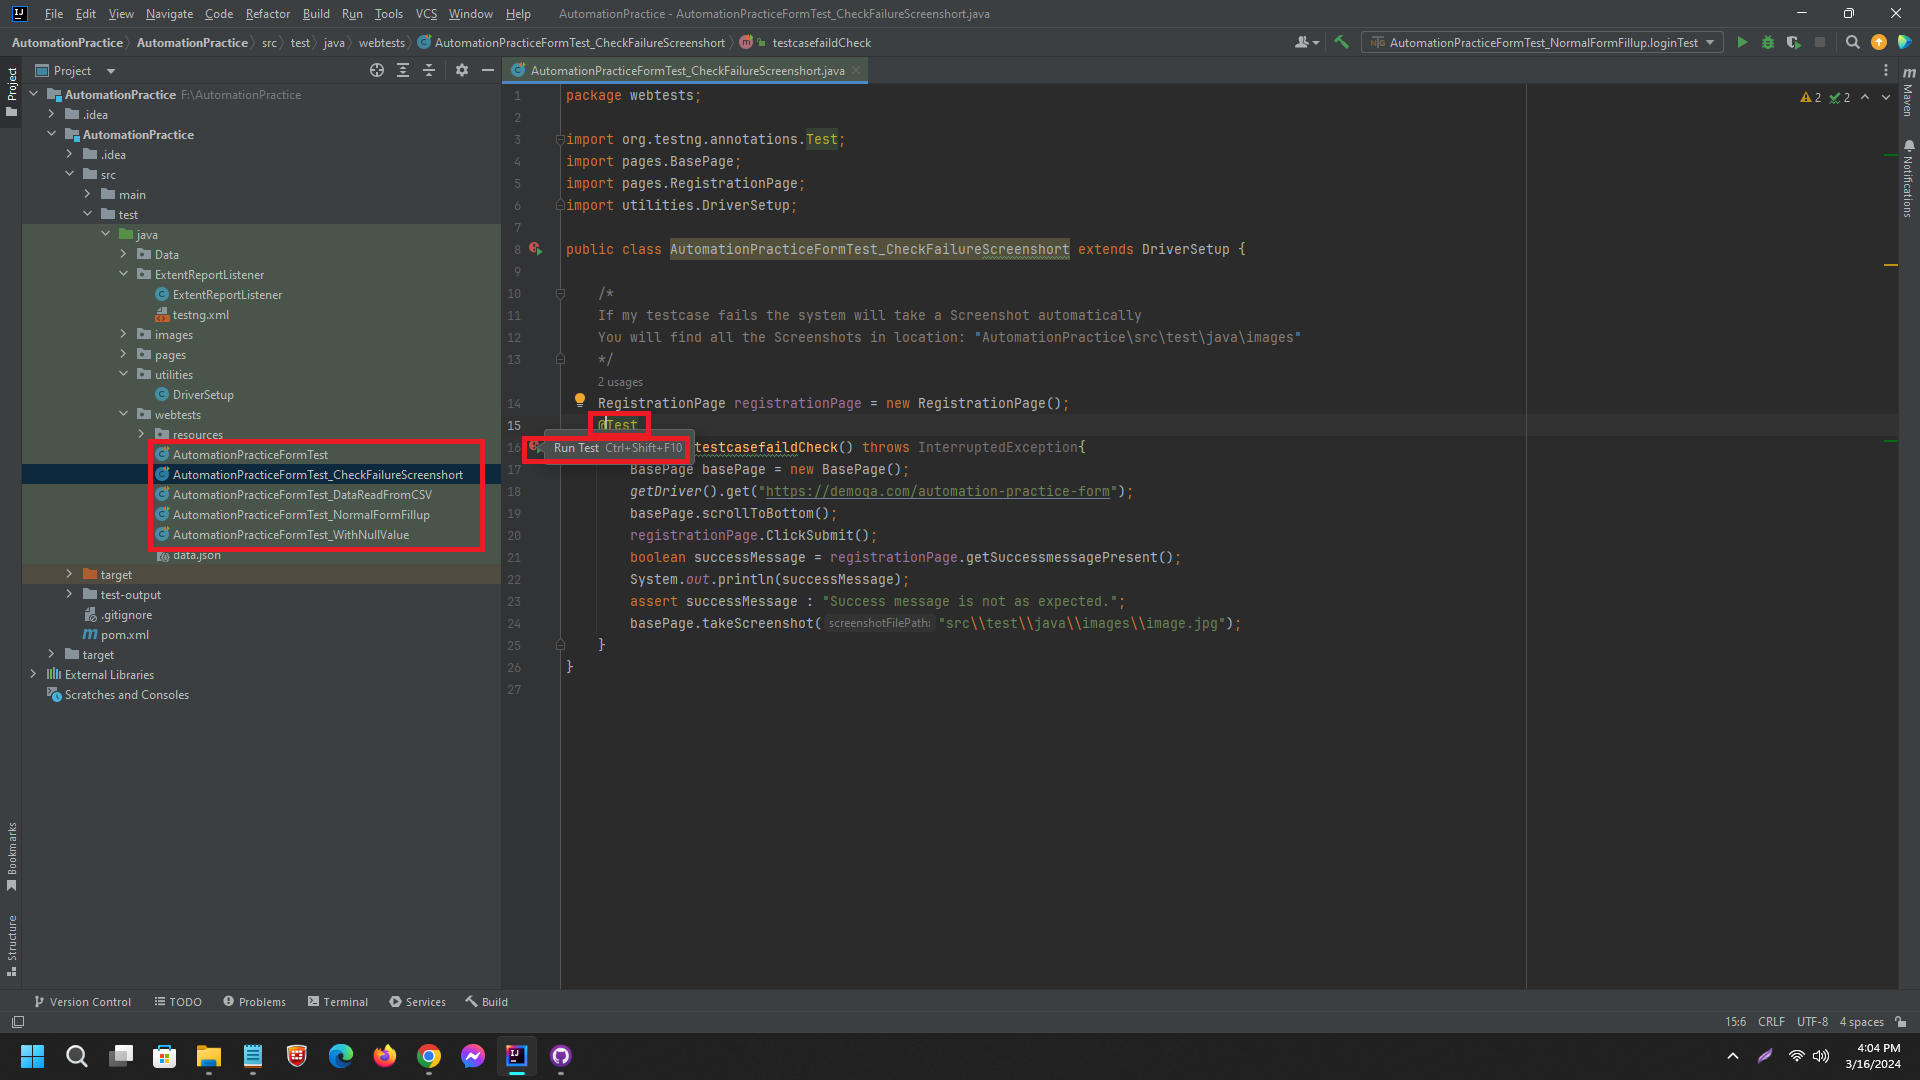 File Edit View Navigate Code Refactor Build Run Tools VCS Window Help AutomationPractice - AutomationPracticeFormTest_CheckFailureScreenshort.java
AutomationPractice AutomationPractice src test java webtests AutomationPracticeFormTest_CheckFailureScreenshort testcasefaildCheck AutomationPracticeFormTest_NormalFormFillup.loginTest
Project
AutomationPracticeFormTest_CheckFailureScreenshort.java
Project
AutomationPractice F:\AutomationPractice
.idea
AutomationPractice
.idea
src
main
test
java
Data
ExtentReportListener
ExtentReportListener
testng.xml
images
pages
utilities
DriverSetup
webtests
resources
AutomationPracticeFormTest
AutomationPracticeFormTest_CheckFailureScreenshort
AutomationPracticeFormTest_DataReadFromCSV
AutomationPracticeFormTest_NormalFormFillup
AutomationPracticeFormTest_WithNullValue
data.json
target
test-output
.gitignore
pom.xml
target
External Libraries
Scratches and Consoles
Bookmarks
Structure
1 package webtests;
2
3 import org.testng.annotations.Test;
4 import pages.BasePage;
5 import pages.RegistrationPage;
6 import utilities.DriverSetup;
7
8 public class AutomationPracticeFormTest_CheckFailureScreenshort extends DriverSetup {
9
10 /*
11 If my testcase fails the system will take a Screenshot automatically
12 You will find all the Screenshots in location: "AutomationPractice\src\test\java\images"
13 */
2 usages
14 RegistrationPage registrationPage = new RegistrationPage();
15 @Test
16 Run Test Ctrl+Shift+F10 testcasefaildCheck() throws InterruptedException{
17 BasePage basePage = new BasePage();
18 getDriver().get("https://demoqa.com/automation-practice-form");
19 basePage.scrollToBottom();
20 registrationPage.ClickSubmit();
21 boolean successMessage = registrationPage.getSuccessmessagePresent();
22 System.out.println(successMessage);
23 assert successMessage : "Success message is not as expected.";
24 basePage.takeScreenshot( screenshotFilePath: "src\\test\\java\\images\\image.jpg");
25 }
26 }
27
2 2
Maven
Notifications
Version Control TODO Problems Terminal Services Build
15:6 CRLF UTF-8 4 spaces
4:04 PM
3/16/2024